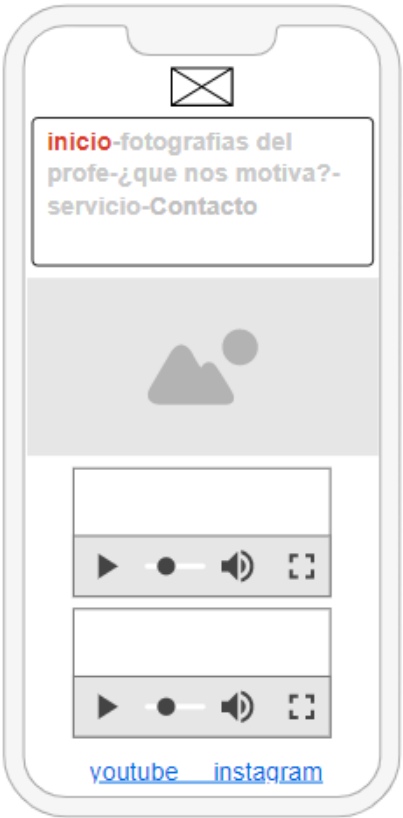 inicio-fotografias del
profe-¿que nos motiva?-
servicio-Contacto
youtube instagram